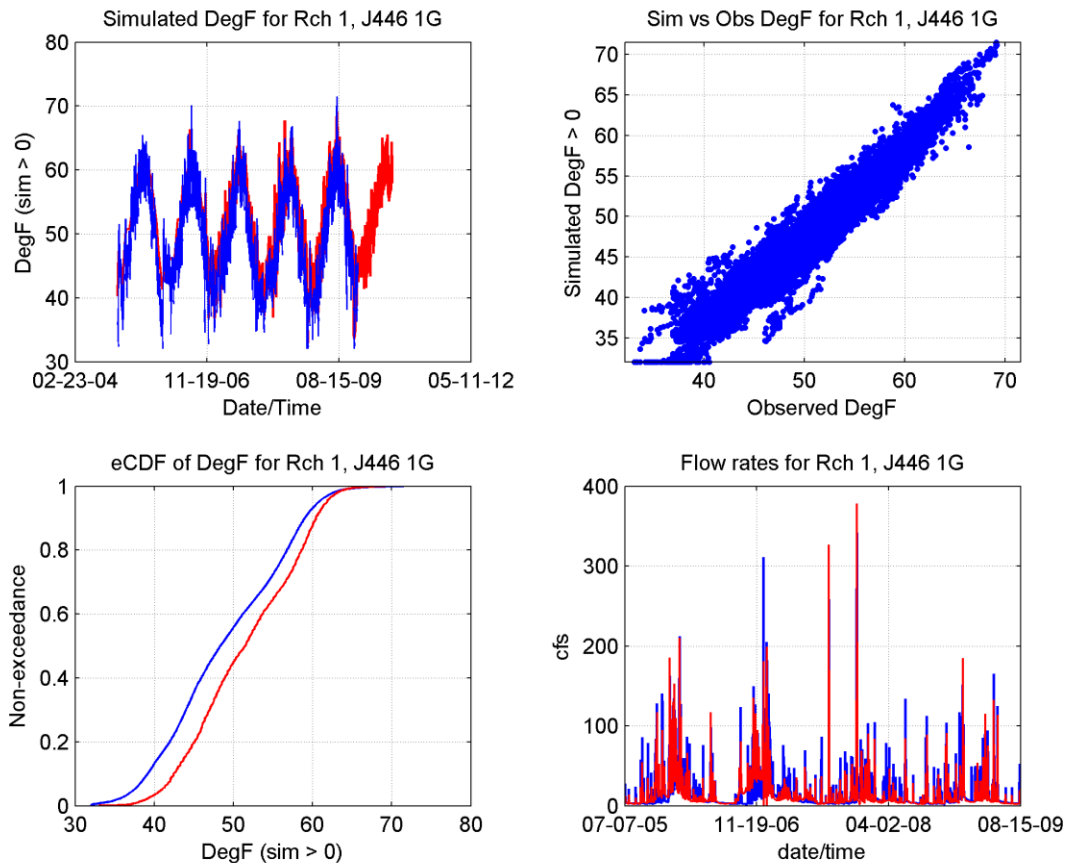 Simulated DegF for Rch 1, J446 1G
80
70
60
50
40
30
DegF (sim > 0)
02-23-04 11-19-06 08-15-09 05-11-12
Date/Time
Sim vs Obs DegF for Rch 1, J446 1G
70
65
60
55
50
45
40
35
Simulated DegF > 0
40 50 60 70
Observed DegF
eCDF of DegF for Rch 1, J446 1G
1
0.8
0.6
0.4
0.2
0
Non-exceedance
30 40 50 60 70 80
DegF (sim > 0)
Flow rates for Rch 1, J446 1G
400
300
200
100
0
cfs
07-07-05 11-19-06 04-02-08 08-15-09
date/time